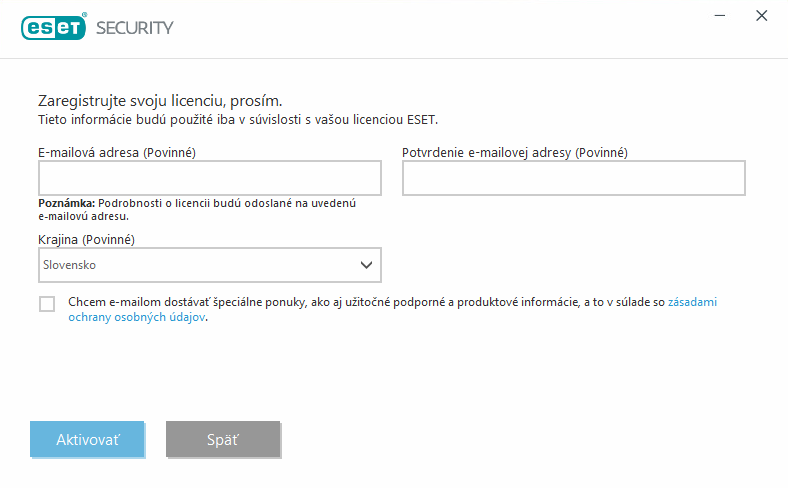 eset® SECURITY
Zaregistrujte svoju licenciu, prosím.
Tieto informácie budú použité iba v súvislosti s vašou licenciou ESET.
E-mailová adresa (Povinné)
Potvrdenie e-mailovej adresy (Povinné)
Poznámka: Podrobnosti o licencii budú odoslané na uvedenú
e-mailovú adresu.
Krajina (Povinné)
Slovensko
Chcem e-mailom dostávať špeciálne ponuky, ako aj užitočné podporné a produktové informácie, a to v súlade so zásadami
ochrany osobných údajov.
Aktivovať
Späť